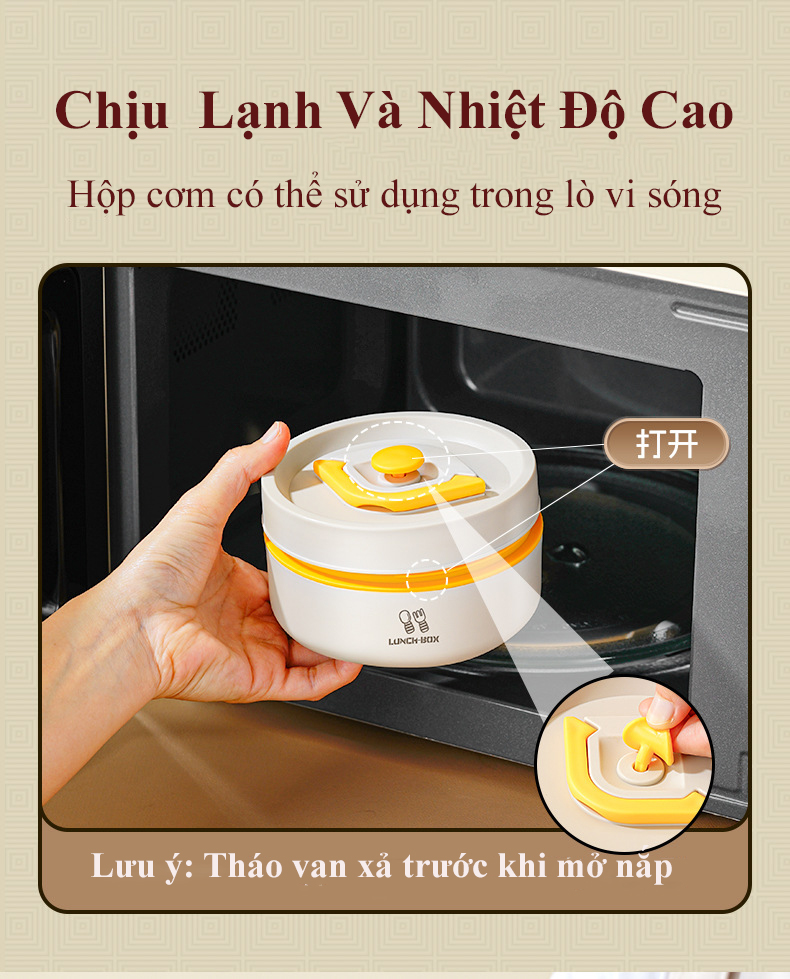 Chịu Lạnh Và Nhiệt Độ Cao
Hộp cơm có thể sử dụng trong lò vi sóng
打开
LUNCH-BOX
Lưu ý: Tháo van xả trước khi mở nắp